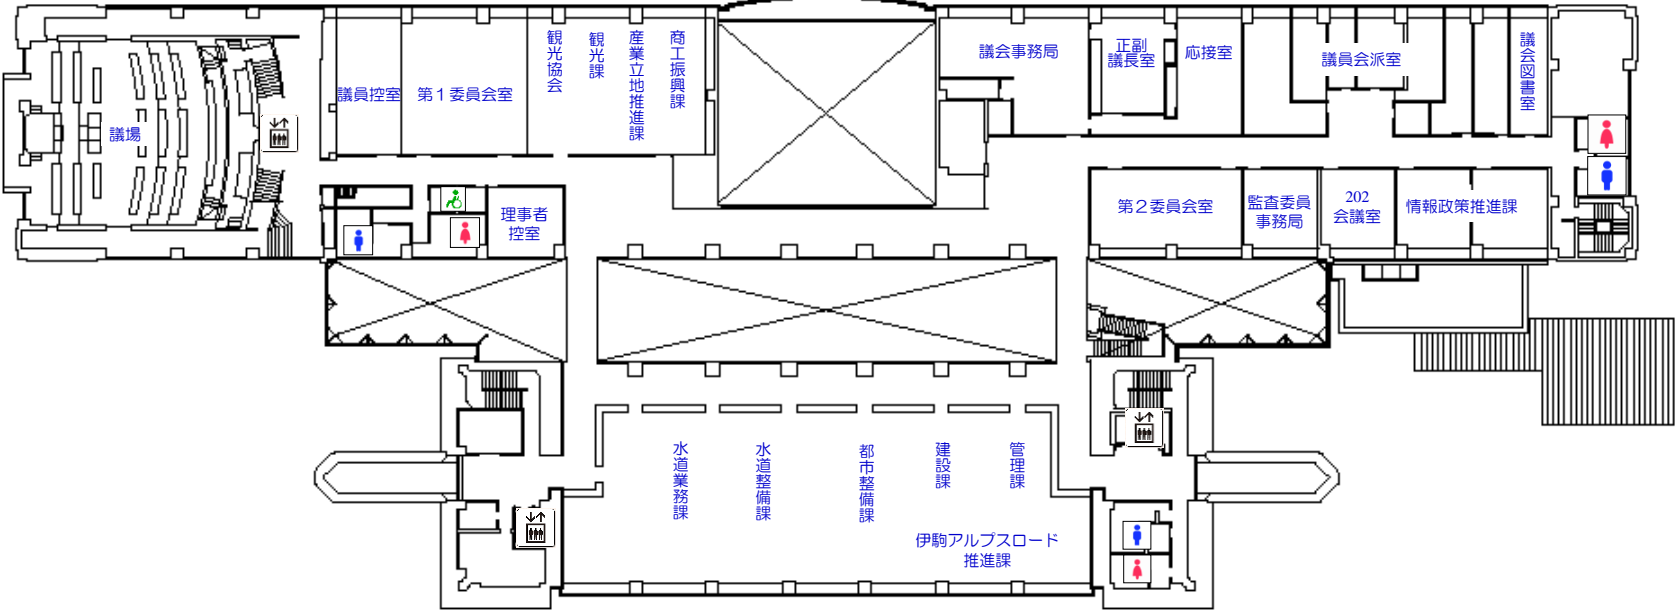 議場
議員控室
第１委員会室
観光協会
観光課
産業立地推進課
商工振興課
議会事務局
正副
議長室
応接室
議員会派室
議会図書室
理事者
控室
第２委員会室
監査委員
事務局
202
会議室
情報政策推進課
水道業務課
水道整備課
都市整備課
建設課
管理課
伊駒アルプスロード
推進課